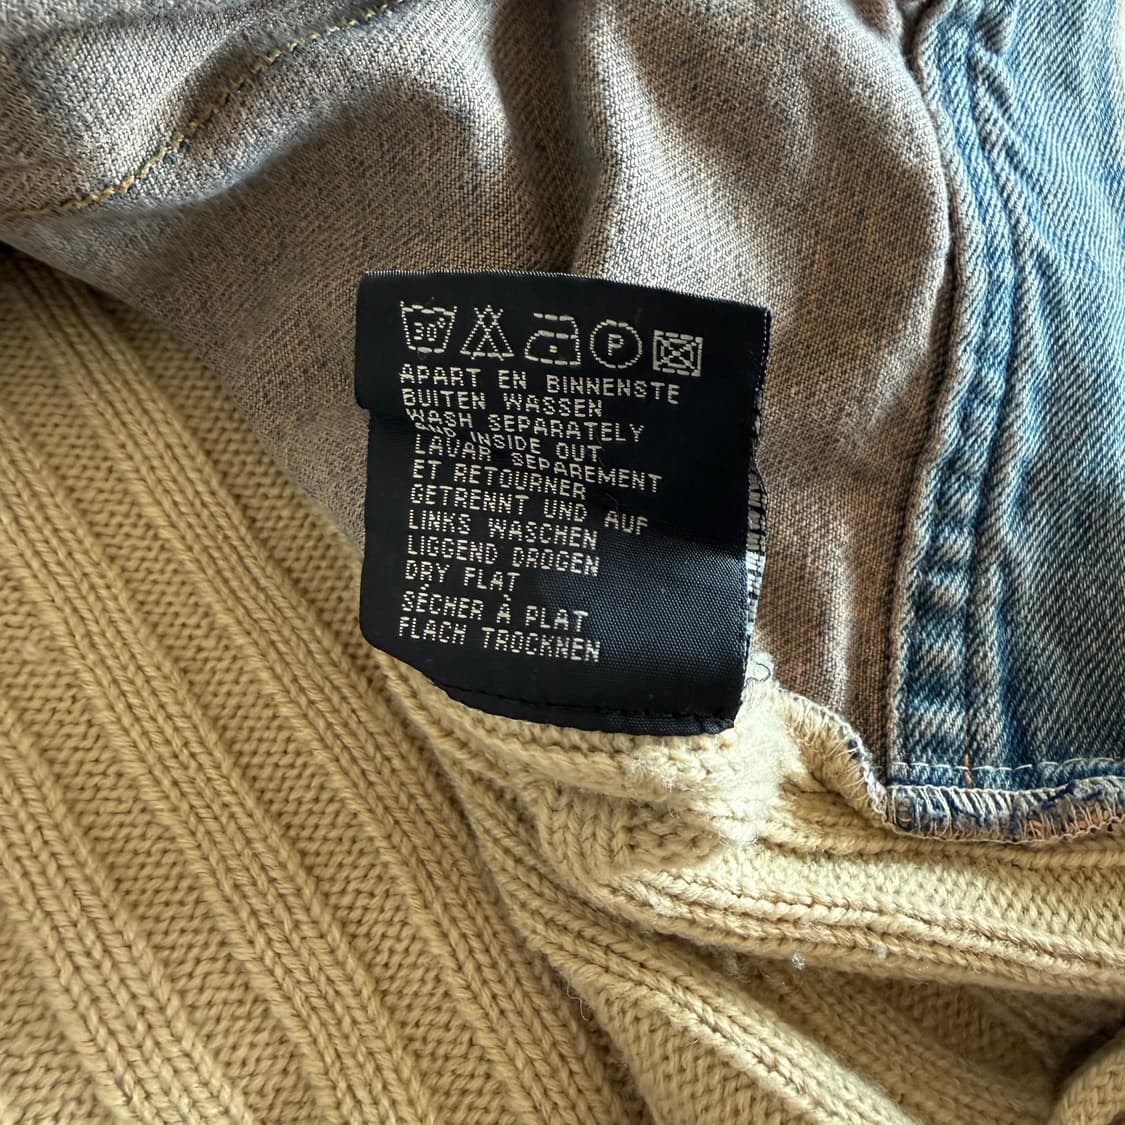 30°
P
APART EN BINNENSTE
BUITEN WASSEN
WASH SEPARATELY
AND INSIDE OUT
LAVAR SEPAREMENT
ET RETOURNER
GETRENNT UND AUF
LINKS WASCHEN
LIGGEND DROGEN
DRY FLAT
SÉCHER À PLAT
FLACH TROCKNEN